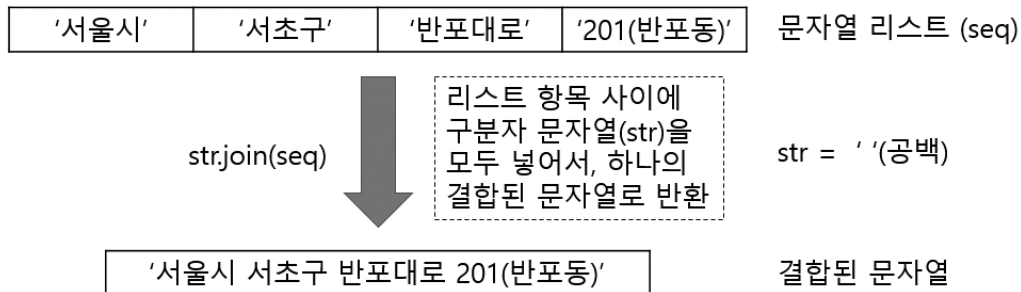 ‘서울시’ ‘서초구’ ‘반포대로’ ‘201(반포동)’ 문자열 리스트 (seq)
str.join(seq)
리스트 항목 사이에
구분자 문자열(str)을
모두 넣어서, 하나의
결합된 문자열로 반환
str = ‘ ‘(공백)
‘서울시 서초구 반포대로 201(반포동)’ 결합된 문자열